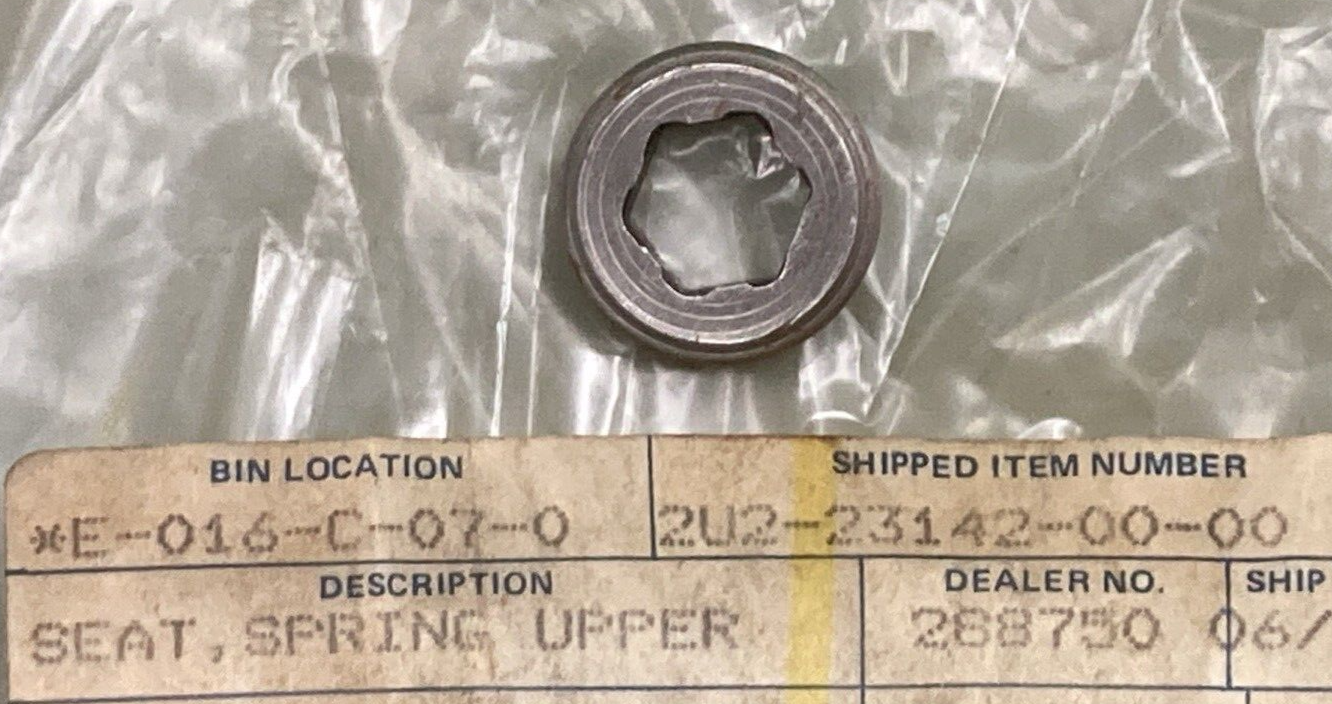 BIN LOCATION SHIPPED ITEM NUMBER
*E-016-C-07-0 2U2-23142-00-00
DESCRIPTION DEALER NO. SHIP
SEAT,SPRING UPPER 288750 06/